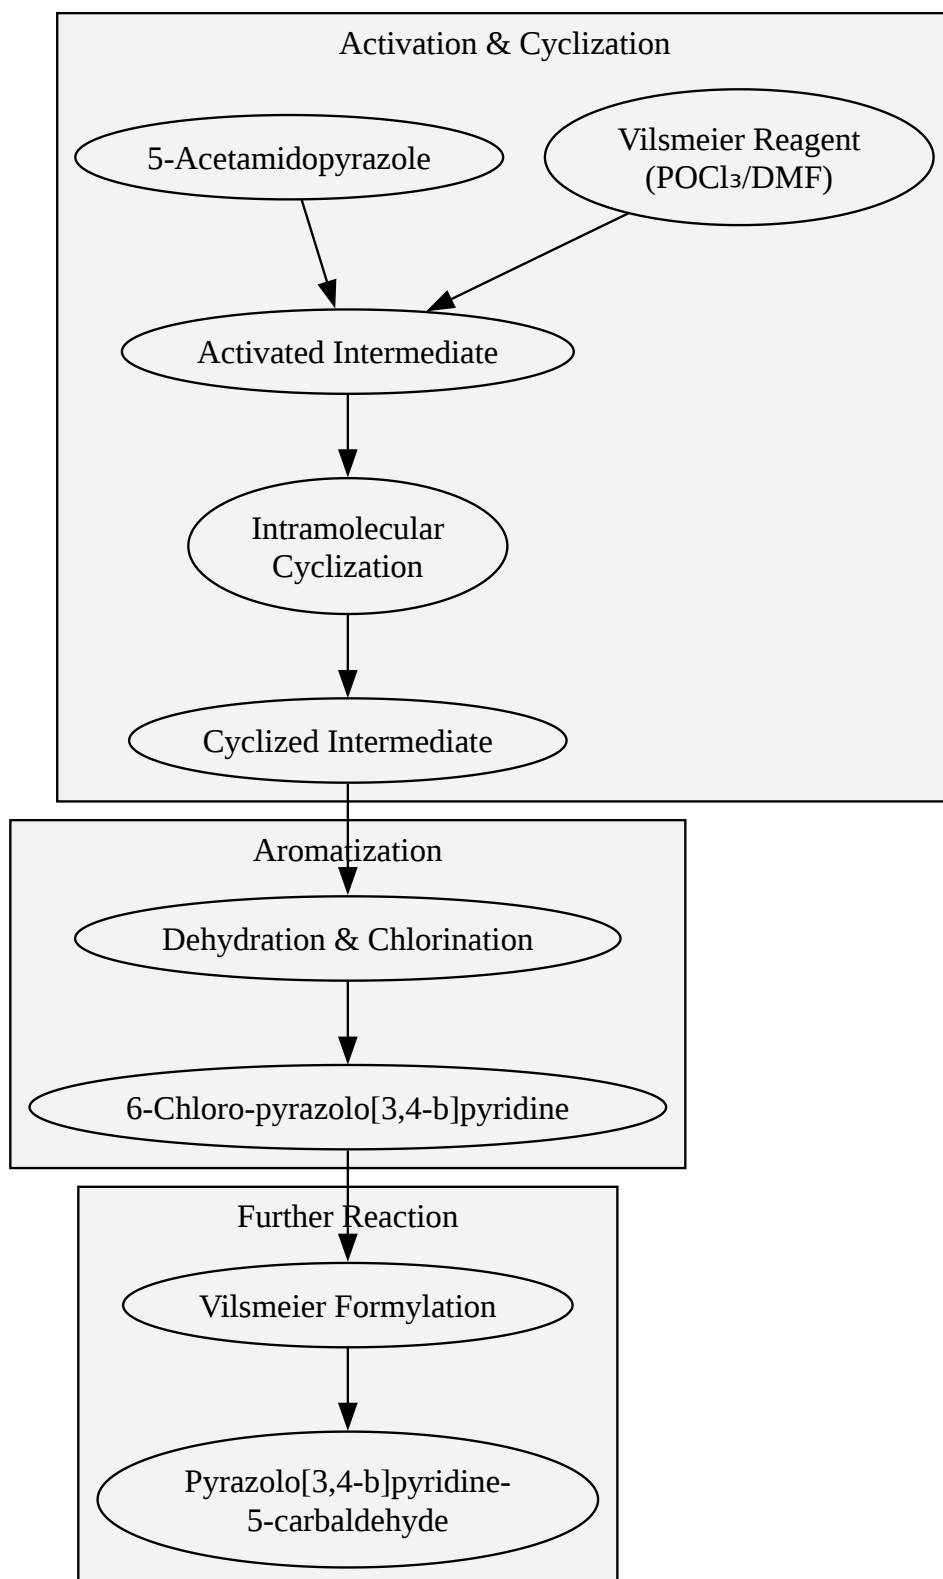 Activation & Cyclization
5-Acetamidopyrazole
Vilsmeier Reagent
(POCl₃/DMF)
Activated Intermediate
Intramolecular
Cyclization
Cyclized Intermediate
Aromatization
Dehydration & Chlorination
6-Chloro-pyrazolo[3,4-b]pyridine
Further Reaction
Vilsmeier Formylation
Pyrazolo[3,4-b]pyridine-
5-carbaldehyde